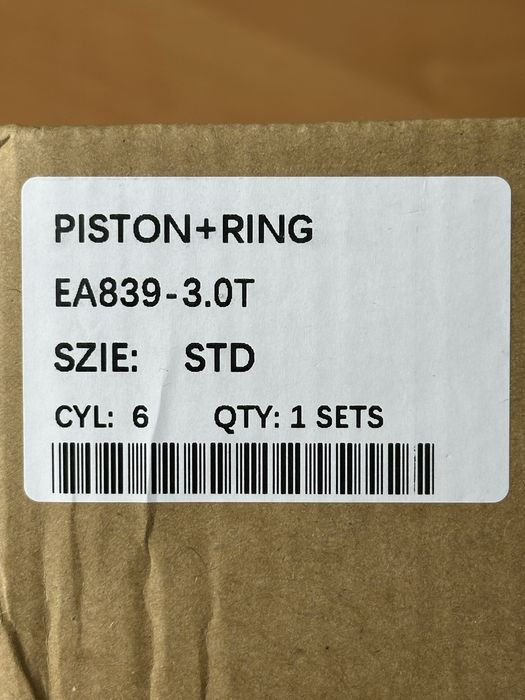 PISTON+RING
EA839-3.0T
SZIE: STD
CYL: 6 QTY: 1 SETS